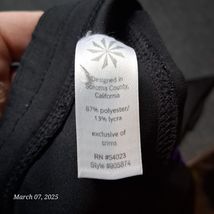 Designed in
Sonoma County,
California
87% polyester/
13% lycra
exclusive of
trims
RN #54023
Style #805874
March 07, 2025